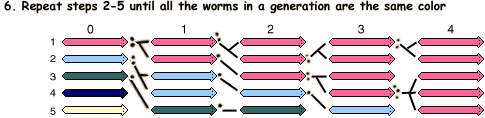 6. Repeat steps 2-5 until all the worms in a generation are the same color
0 1 2 3 4
1
2
3
4
5